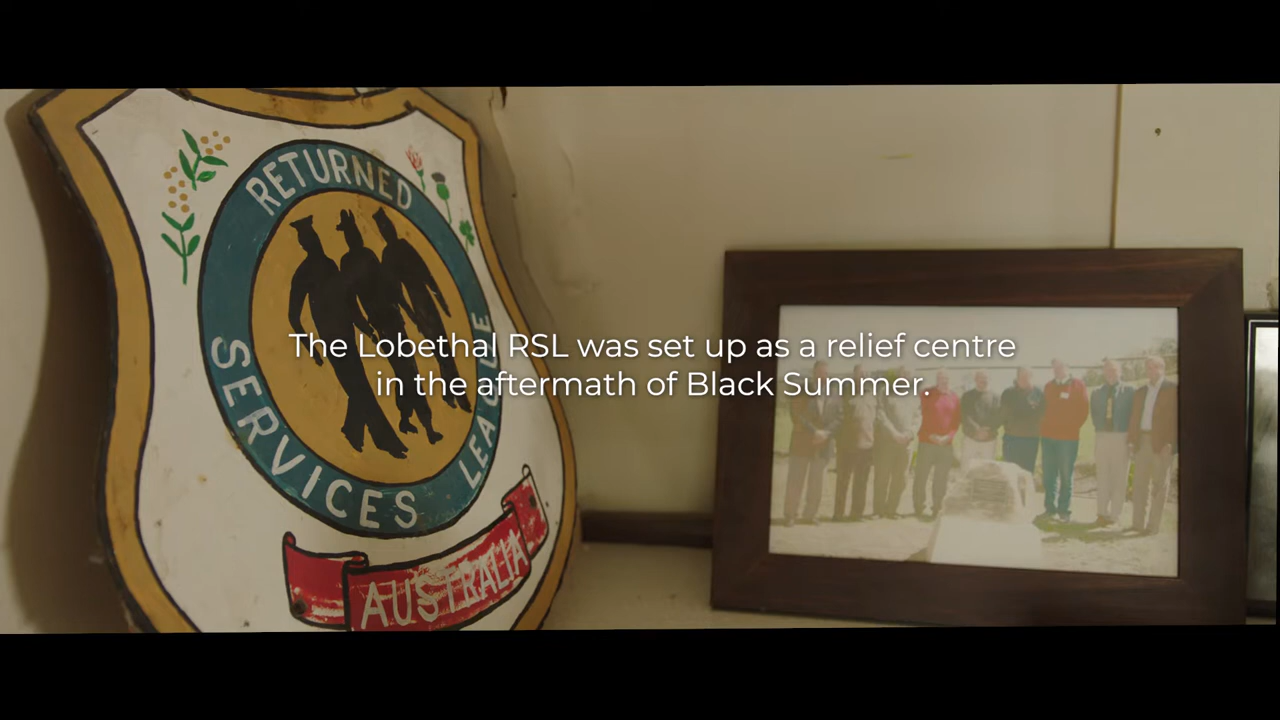 RETURNED
SERVICES
LEAGUE
AUSTRALIA
The Lobethal RSL was set up as a relief centre
in the aftermath of Black Summer.